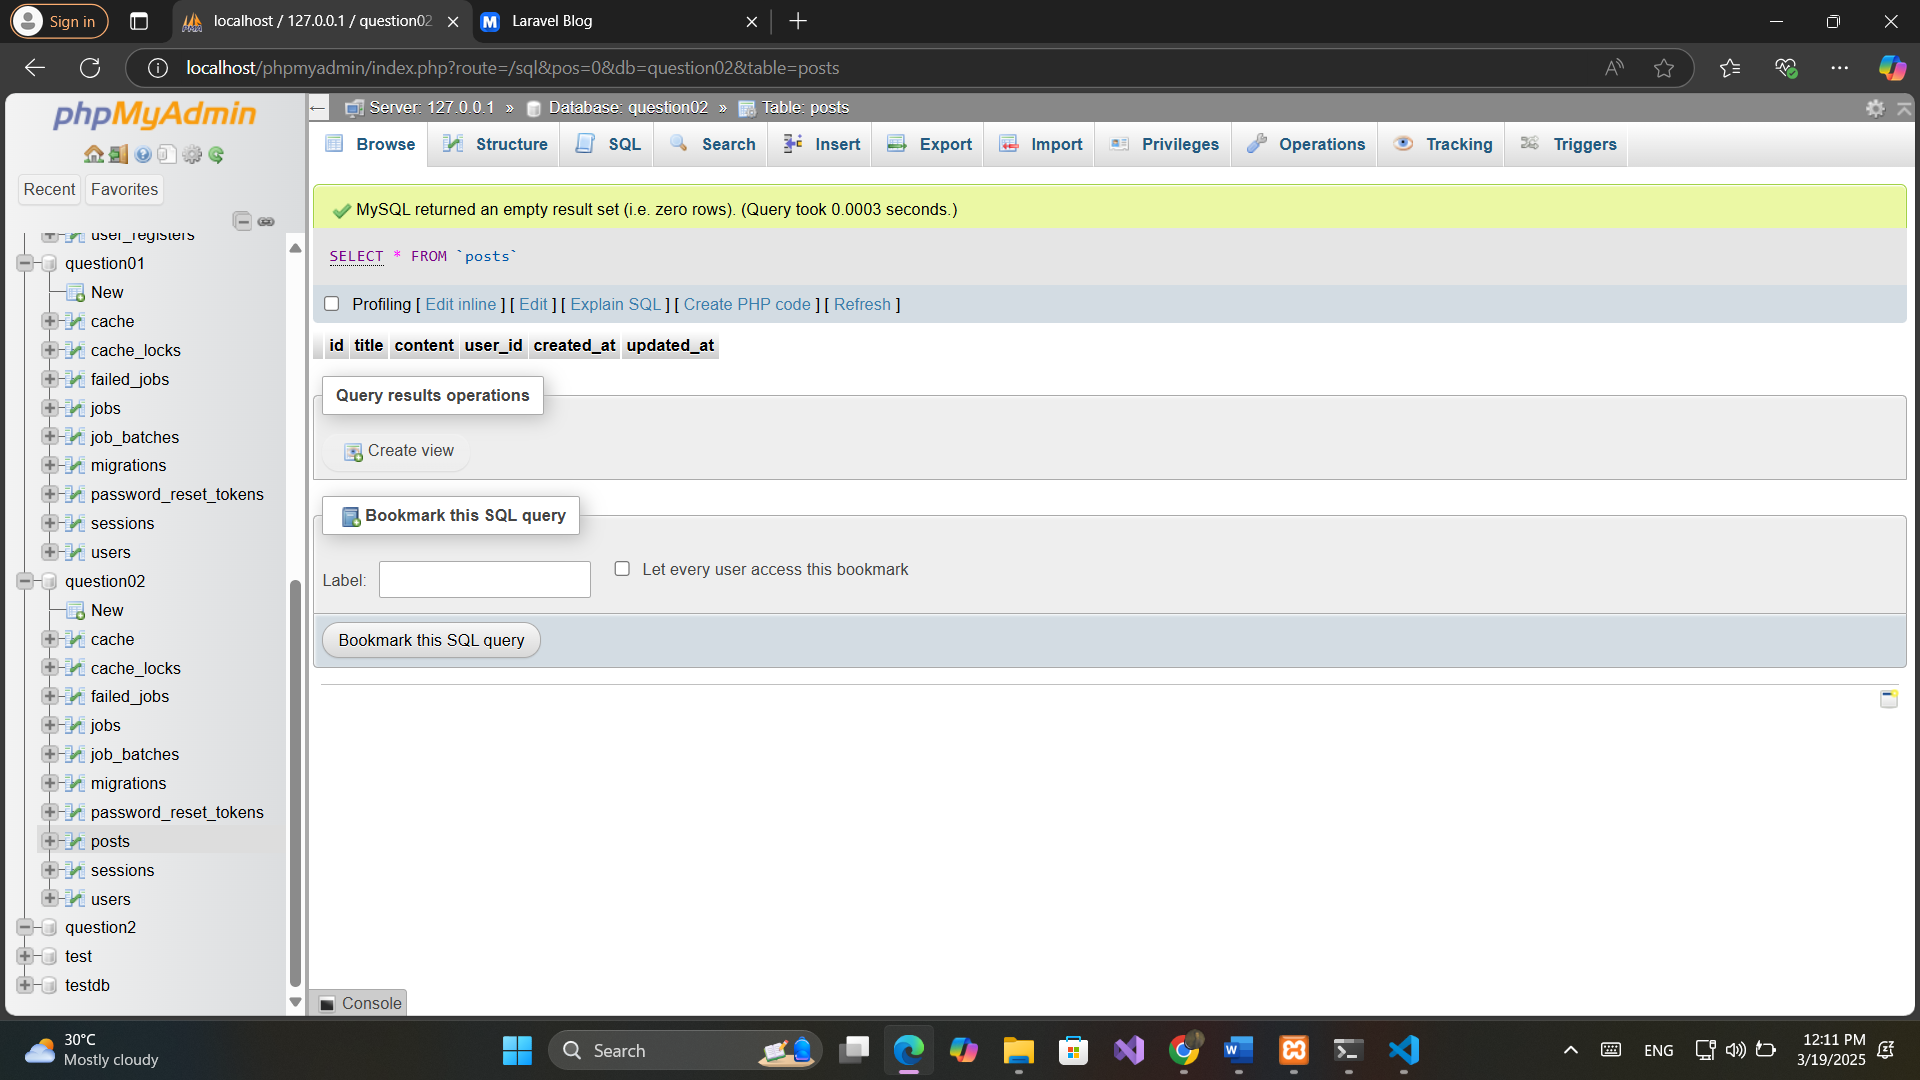 Sign in
localhost / 127.0.0.1 / question02
M
Laravel Blog
localhost/phpmyadmin/index.php?route=/sql&pos=0&db=question02&table=posts
phpMyAdmin
Recent
Favorites
user_registers
question01
New
cache
cache_locks
failed_jobs
jobs
job_batches
migrations
password_reset_tokens
sessions
users
question02
New
cache
cache_locks
failed_jobs
jobs
job_batches
migrations
password_reset_tokens
posts
sessions
users
question2
test
testdb
Server: 127.0.0.1 » Database: question02 » Table: posts
Browse Structure SQL Search Insert Export Import Privileges Operations Tracking Triggers
MySQL returned an empty result set (i.e. zero rows). (Query took 0.0003 seconds.)
SELECT * FROM `posts`
Profiling [ Edit inline ] [ Edit ] [ Explain SQL ] [ Create PHP code ] [ Refresh ]
id title content user_id created_at updated_at
Query results operations
Create view
Bookmark this SQL query
Label:
Let every user access this bookmark
Bookmark this SQL query
Console
30°C
Mostly cloudy
Search
W
ENG
12:11 PM
3/19/2025